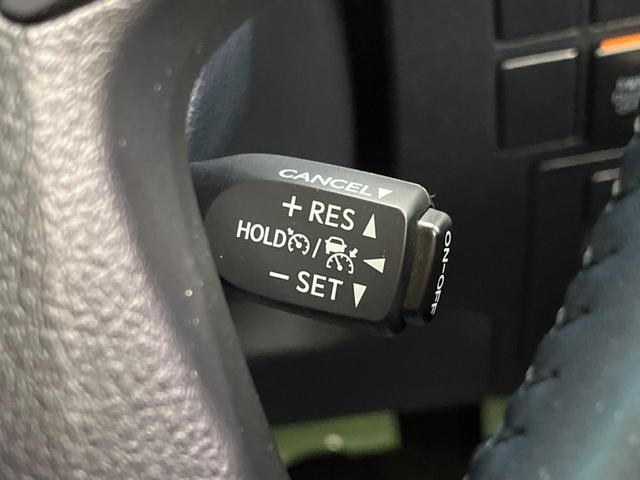 CANCEL▼
+ RES ▲
HOLD / ◀
− SET ▼
ON-OFF